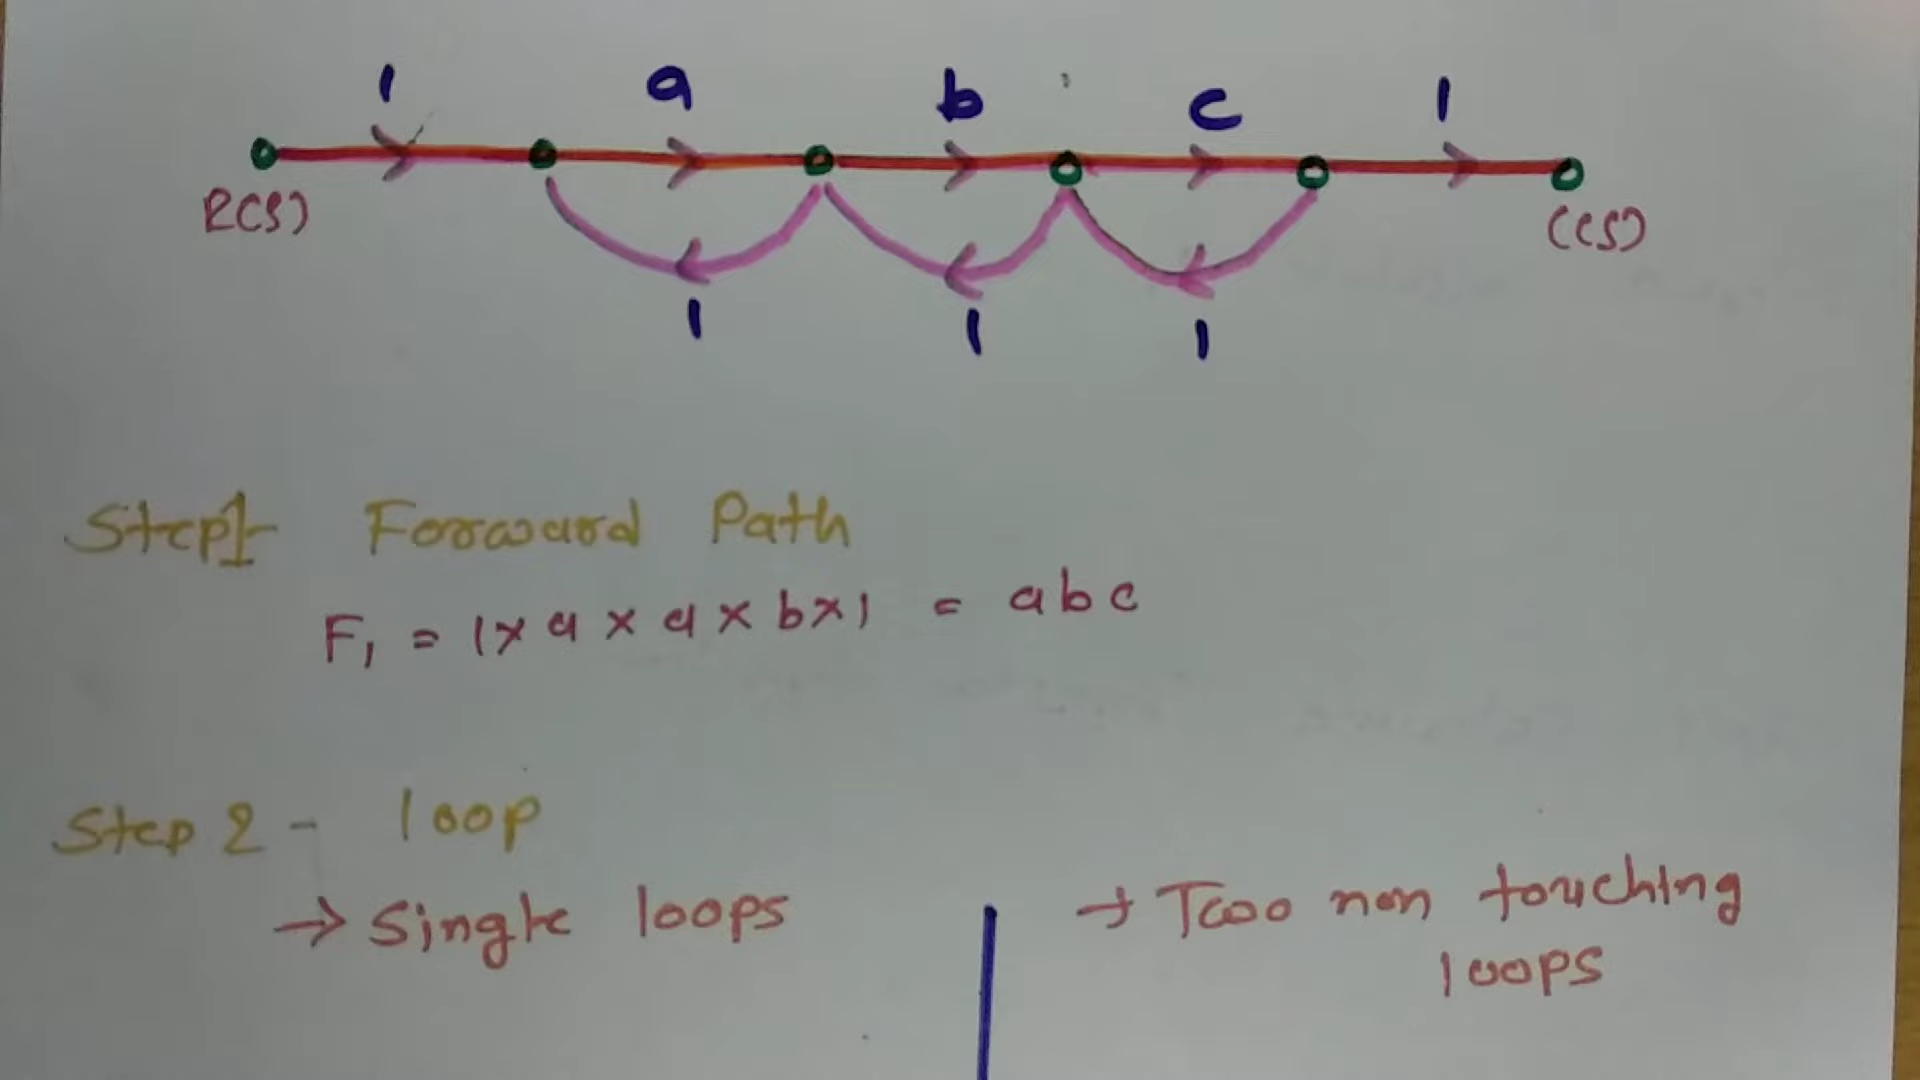 1 a b c 1
R(S) C(S)
1 1 1
Step1- Forward Path
F1 = 1 x a x a x b x 1 = abc
Step 2 - loop
→ Single loops
→ Two non touching
loops